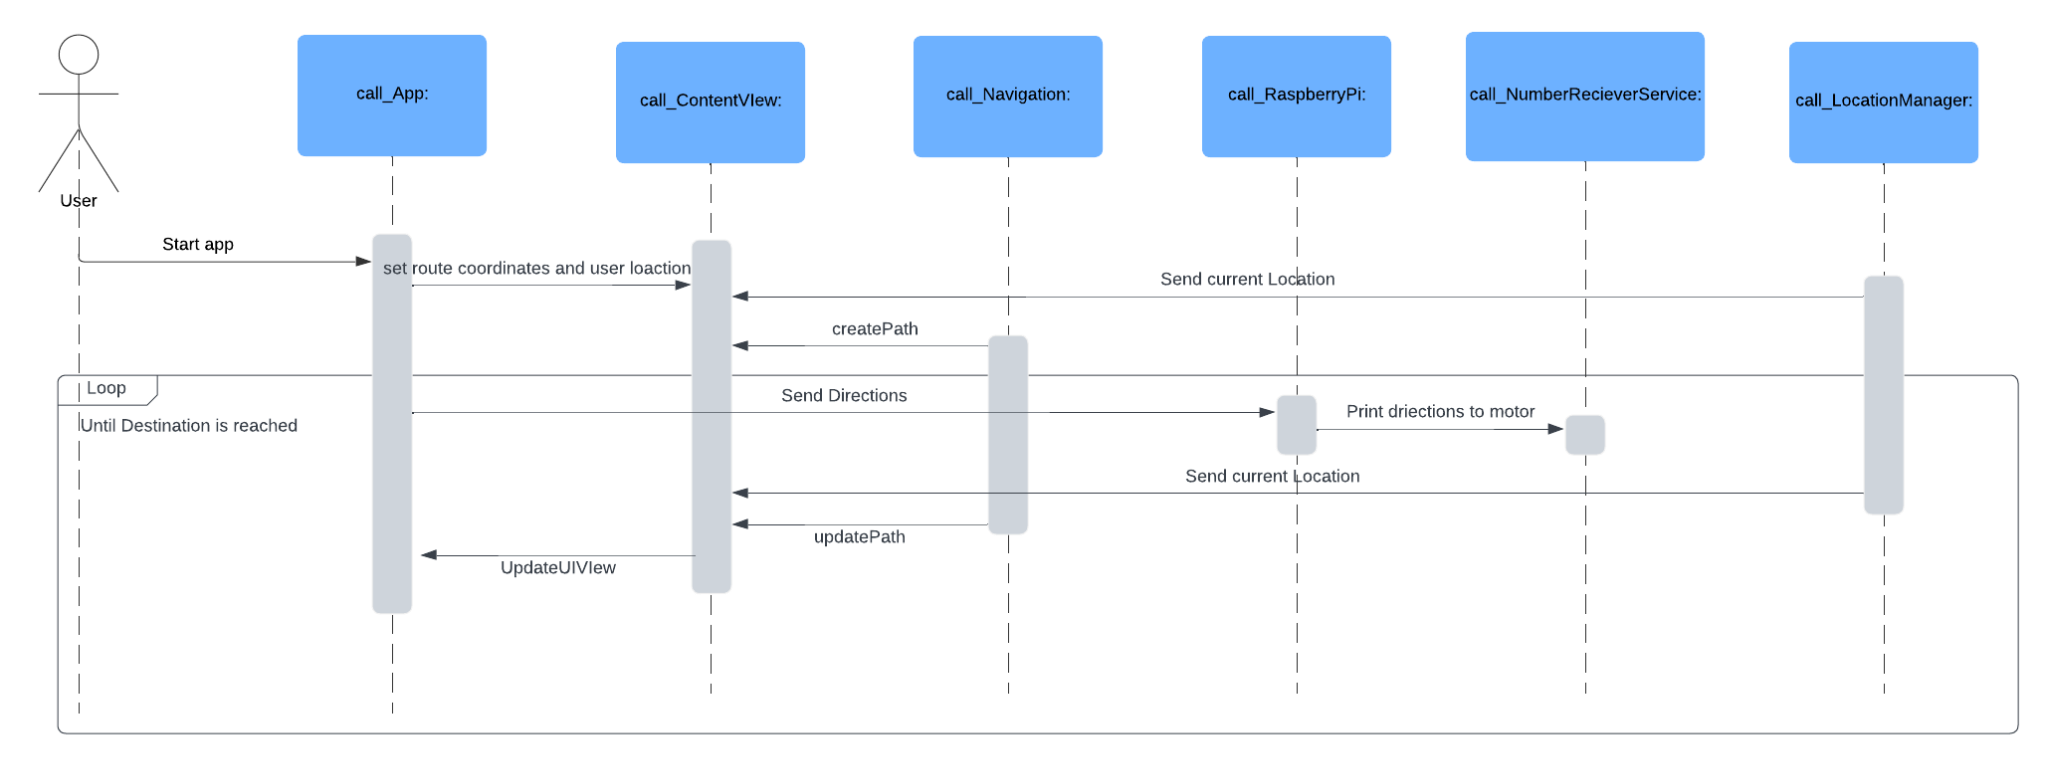 call_App:
call_ContentVIew:
call_Navigation:
call_RaspberryPi:
call_NumberRecieverService:
call_LocationManager:
User
Start app
set route coordinates and user loaction
Send current Location
createPath
Loop
Send Directions
Print driections to motor
Until Destination is reached
Send current Location
updatePath
UpdateUIVIew